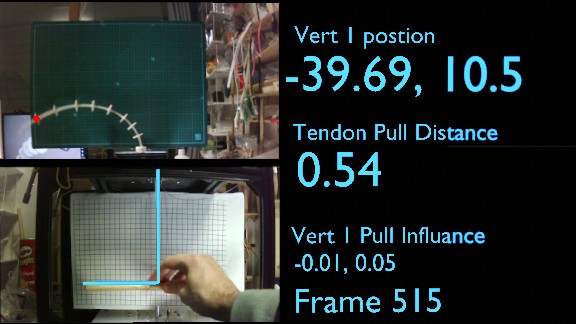 Vert 1 postion
-39.69, 10.5
Tendon Pull Distance
0.54
Vert 1 Pull Influance
-0.01, 0.05
Frame 515